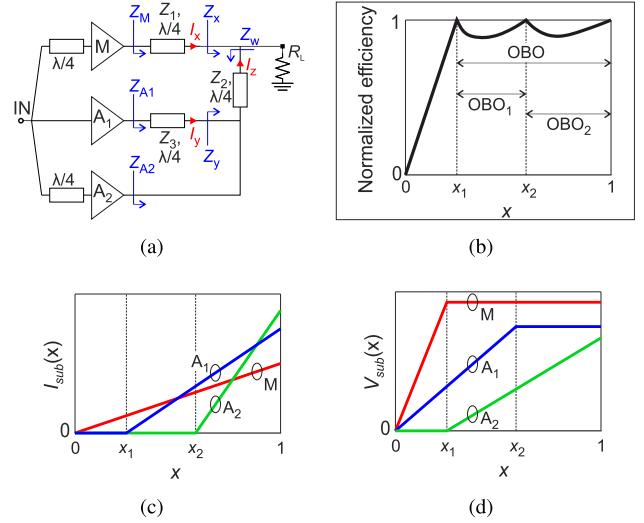 Z_M Z_1, Z_x
λ/4 I_x Z_w
M
λ/4
R_L
I_z
Z_2,
λ/4
IN
Z_A1
A_1
Z_3,
λ/4
I_y
Z_y
Z_A2
λ/4
A_2
(a)
Normalized efficiency
1
0
OBO
OBO_1
OBO_2
0 x_1 x_2 1
x
(b)
I_sub(x)
0
A_1
M
A_2
0 x_1 x_2 1
x
(c)
V_sub(x)
0
M
A_1
A_2
0 x_1 x_2 1
x
(d)